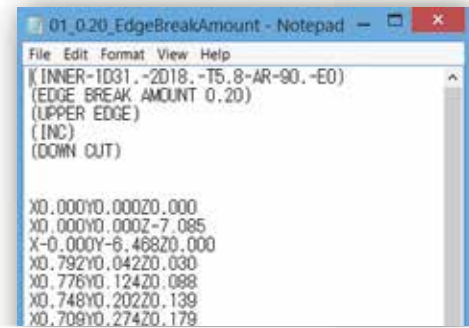 01_0.20_EdgeBreakAmount - Notepad
File Edit Format View Help
(INNER-1D31.-2D18.-T5.8-AR-90.-E0)
(EDGE BREAK AMOUNT 0.20)
(UPPER EDGE)
(INC)
(DOWN CUT)
X0.000Y0.000Z0.000
X0.000Y0.000Z-7.085
X-0.000Y-6.468Z0.000
X0.792Y0.042Z0.030
X0.776Y0.124Z0.088
X0.748Y0.202Z0.139
X0.709Y0.274Z0.179